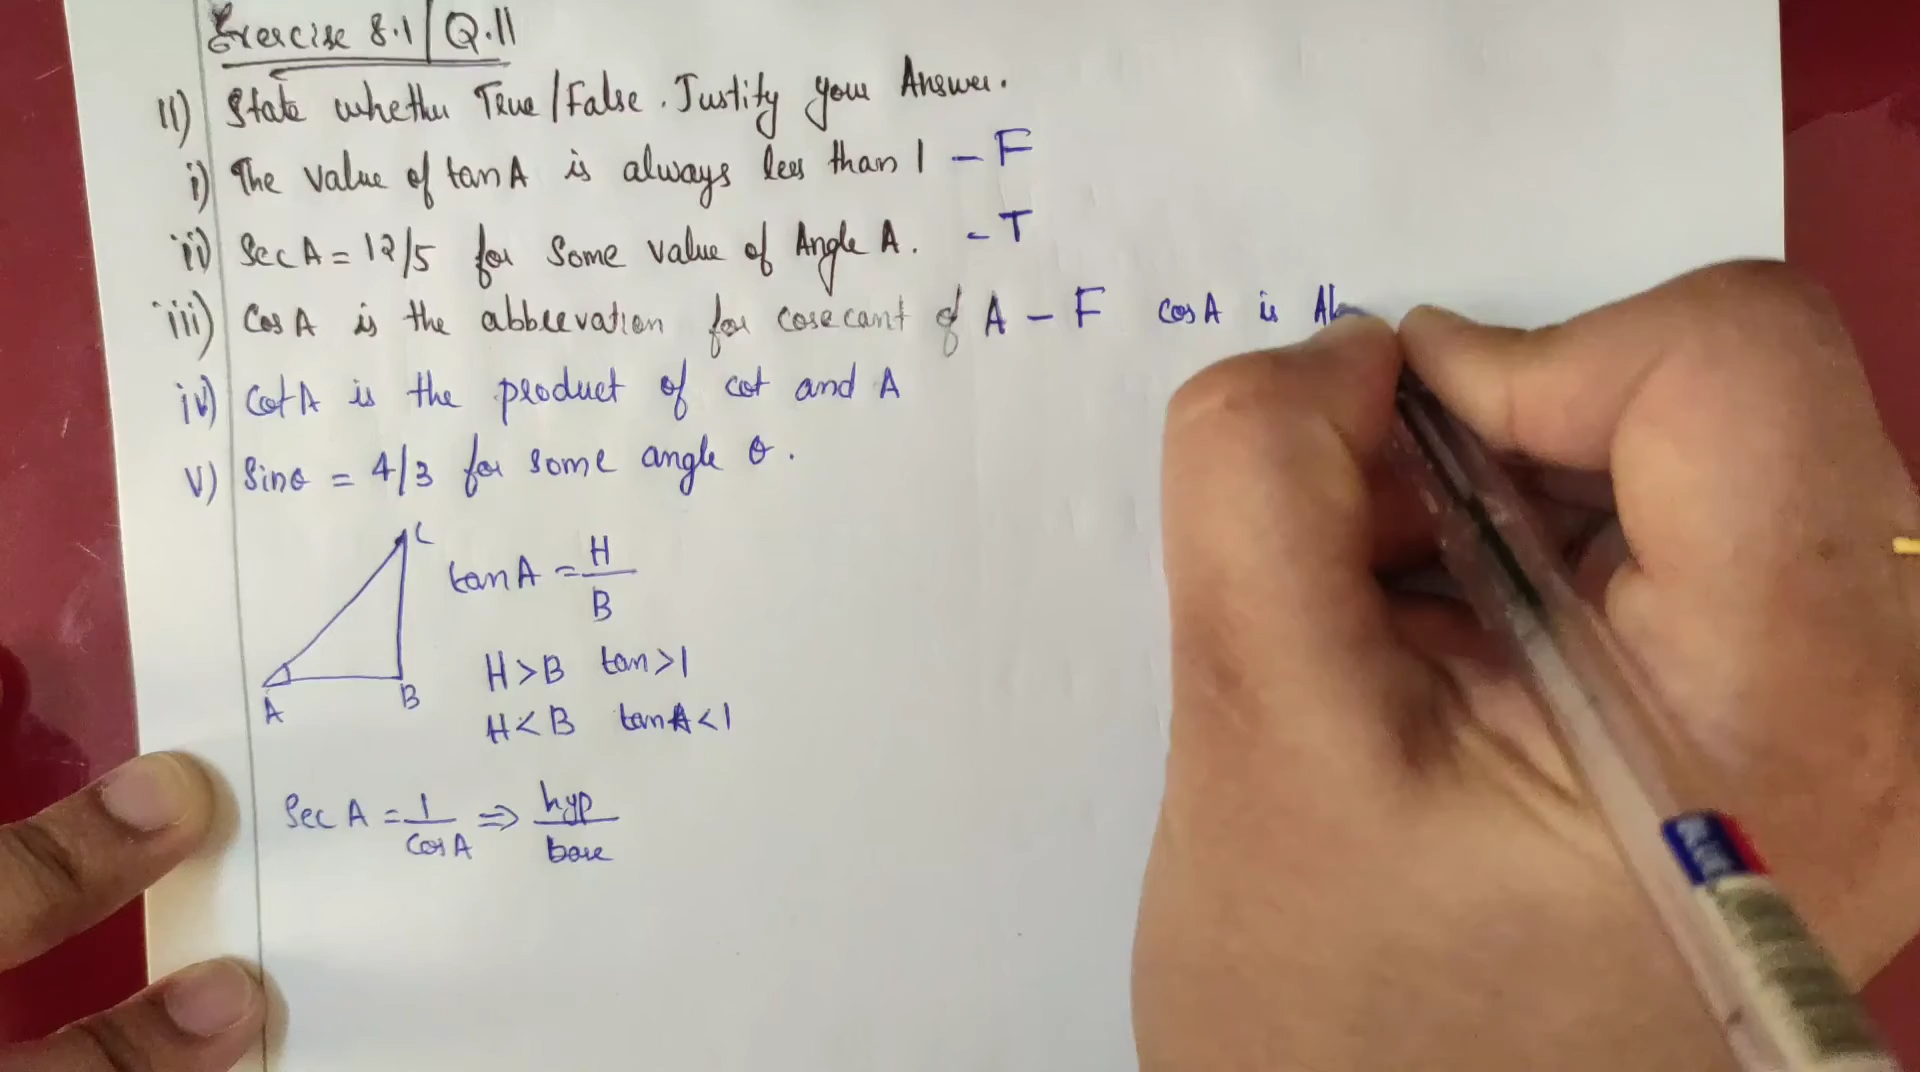 Exercise 8.1/Q.11
11) State whether True/False. Justify your Answer.
i) The value of tan A is always less than 1 - F
ii) Sec A = 12/5 for some value of Angle A. - T
iii) Cos A is the abbrevation for cosecant of A - F cos A is
iv) Cot A is the product of cot and A
v) Sinθ = 4/3 for some angle θ.
C
A
B
tan A = H/B
H>B tan>1
H<B tan A<1
Sec A = 1/Cos A ⇒ hyp/base